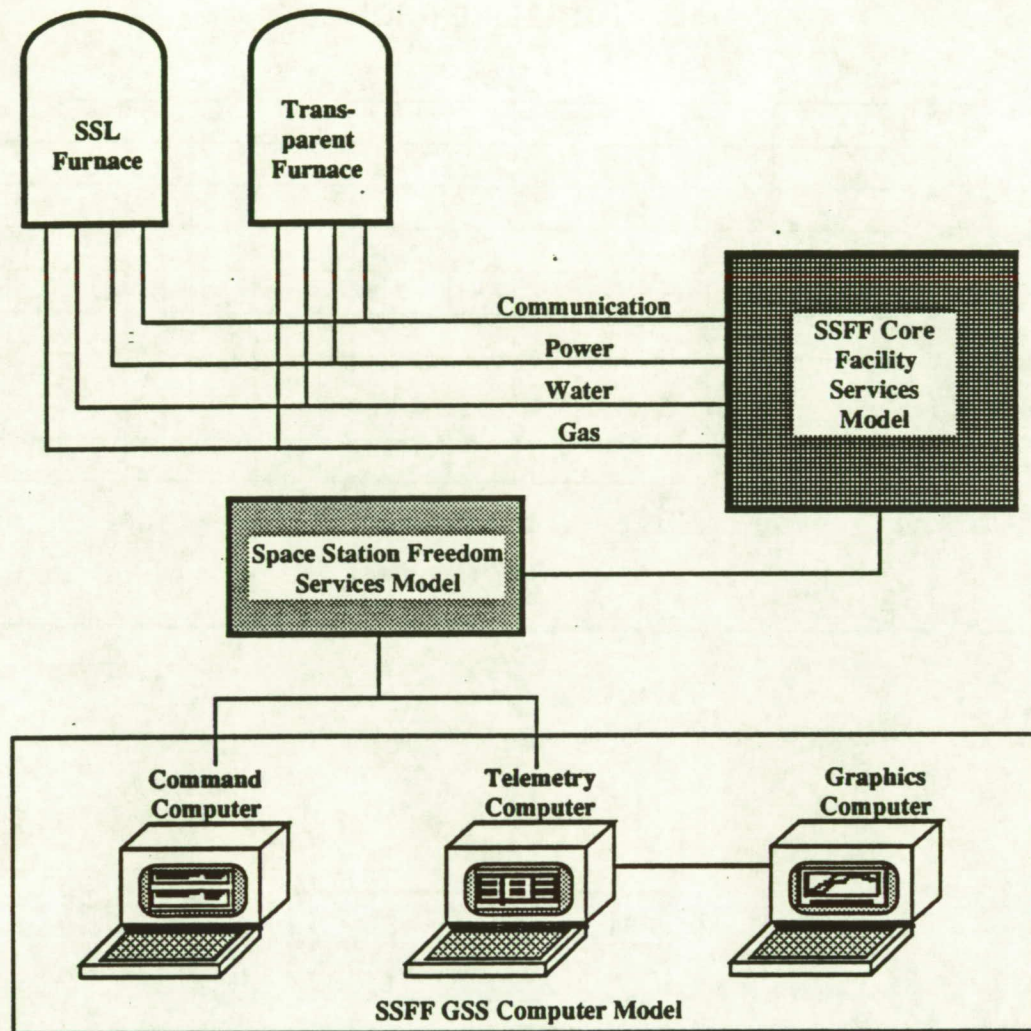 SSL
Furnace
Trans-
parent
Furnace
Communication
Power
Water
Gas
SSFF Core
Facility
Services
Model
Space Station Freedom
Services Model
Command
Computer
Telemetry
Computer
Graphics
Computer
SSFF GSS Computer Model